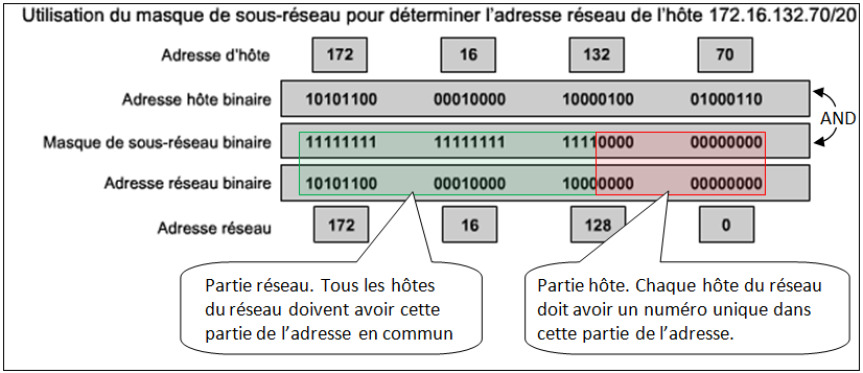 Utilisation du masque de sous-réseau pour déterminer l'adresse réseau de l'hôte 172.16.132.70/20
Adresse d'hôte 172 16 132 70
Adresse hôte binaire 10101100 00010000 10000100 01000110
AND
Masque de sous-réseau binaire 11111111 11111111 11110000 00000000
Adresse réseau binaire 10101100 00010000 10000000 00000000
Adresse réseau 172 16 128 0
Partie réseau. Tous les hôtes
du réseau doivent avoir cette
partie de l'adresse en commun
Partie hôte. Chaque hôte du réseau
doit avoir un numéro unique dans
cette partie de l'adresse.